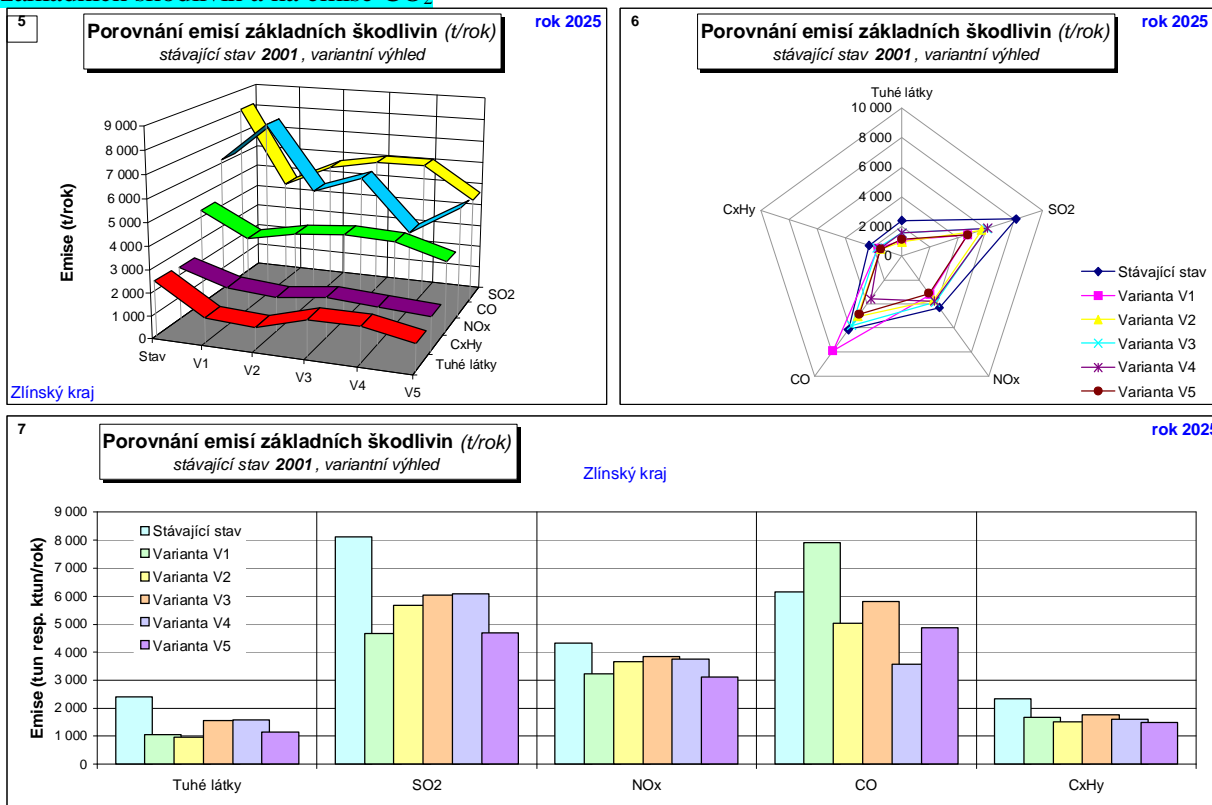 základních škodlivin a na emise CO2
5
rok 2025
Porovnání emisí základních škodlivin (t/rok)
stávající stav 2001 , variantní výhled
9 000
8 000
7 000
6 000
5 000
4 000
3 000
2 000
1 000
0
Emise (t/rok)
Stav
V1
V2
V3
V4
V5
SO2
CO
NOx
CxHy
Tuhé látky
Zlínský kraj
6
rok 2025
Porovnání emisí základních škodlivin (t/rok)
stávající stav 2001 , variantní výhled
Tuhé látky
10 000
8 000
6 000
4 000
2 000
0
SO2
NOx
CO
CxHy
Stávající stav
Varianta V1
Varianta V2
Varianta V3
Varianta V4
Varianta V5
7
rok 2025
Porovnání emisí základních škodlivin (t/rok)
stávající stav 2001 , variantní výhled
Zlínský kraj
Emise (tun resp. ktun/rok)
9 000
8 000
7 000
6 000
5 000
4 000
3 000
2 000
1 000
0
Stávající stav
Varianta V1
Varianta V2
Varianta V3
Varianta V4
Varianta V5
Tuhé látky
SO2
NOx
CO
CxHy